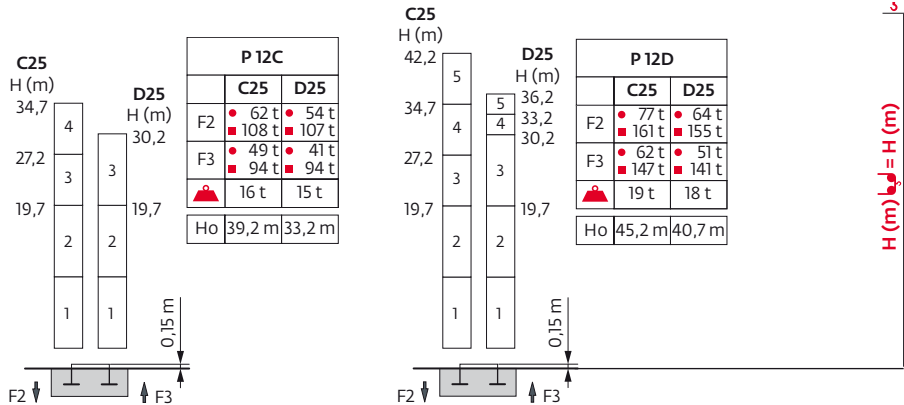 C25
H (m)
34,7
27,2
19,7
4
3
2
1
D25
H (m)
30,2
19,7
3
2
1
P 12C
C25 D25
F2 ● 62 t ● 54 t
■ 108 t ■ 107 t
F3 ● 49 t ● 41 t
■ 94 t ■ 94 t
16 t 15 t
Ho 39,2 m 33,2 m
0,15 m
F2 F3
C25
H (m)
42,2
34,7
27,2
19,7
5
4
3
2
1
D25
36,2
33,2
30,2
19,7
5
4
3
2
1
P 12D
C25 D25
F2 ● 77 t ● 64 t
■ 161 t ■ 155 t
F3 ● 62 t ● 51 t
■ 147 t ■ 141 t
19 t 18 t
Ho 45,2 m 40,7 m
0,15 m
F2 F3
H (m) = H (m)